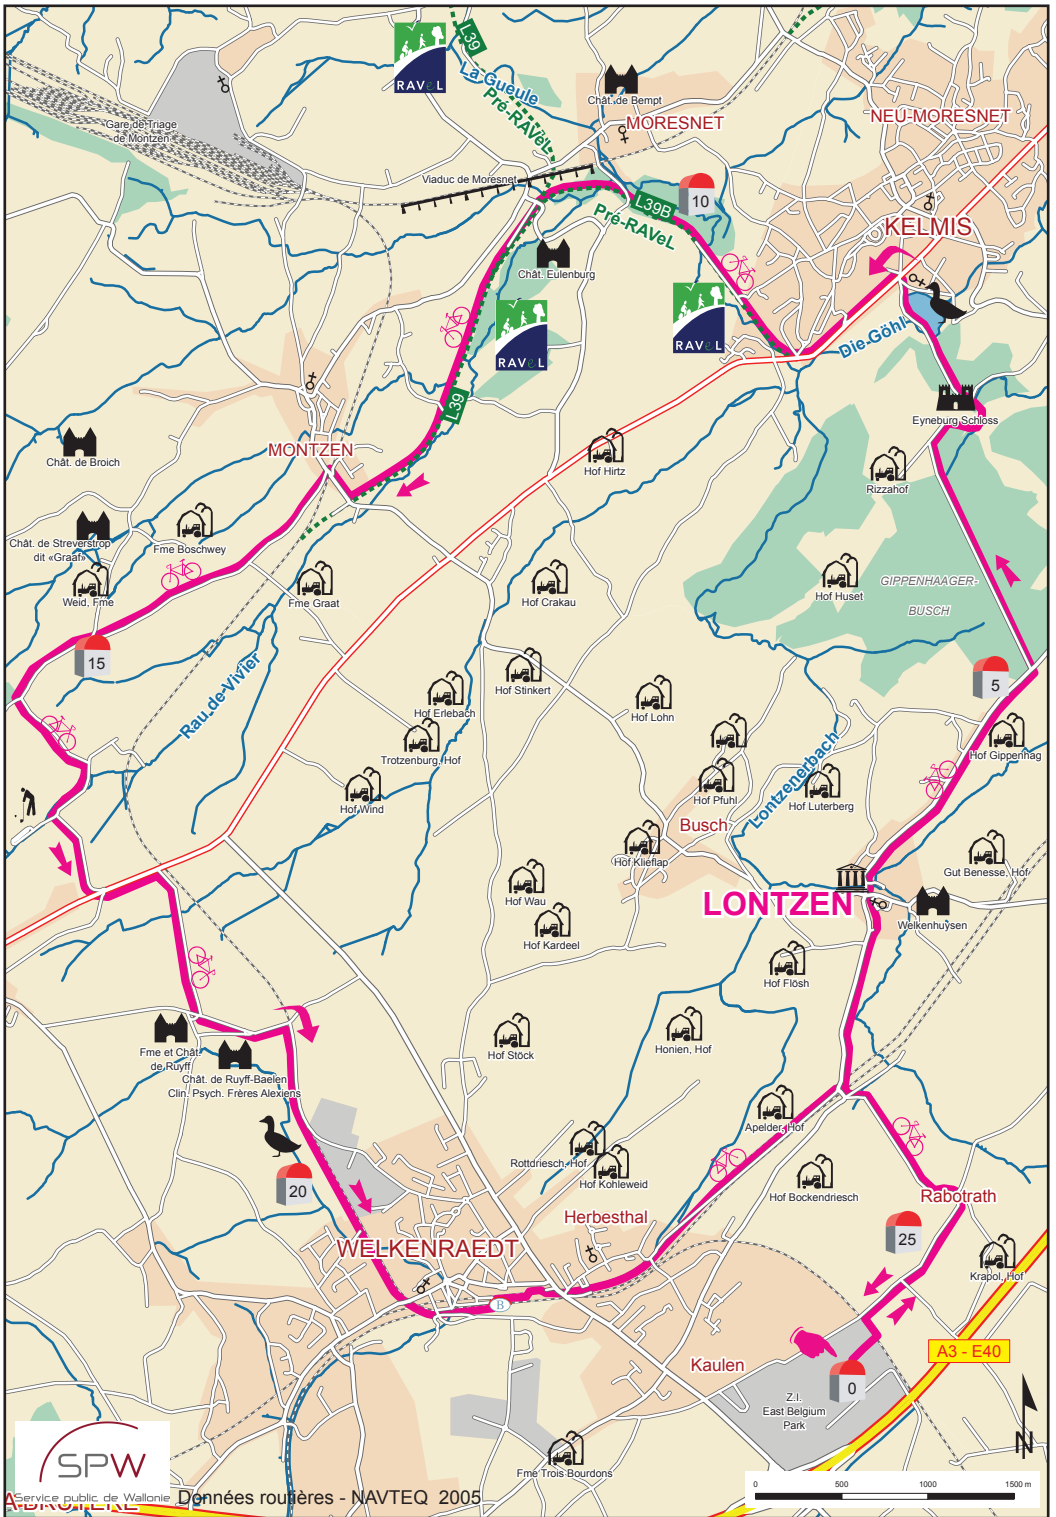 L39
RAVeL
La Gueule
Pré-RAVeL
Chât. de Bempt
MORESNET
NEU-MORESNET
Gare de Triage
de Montzen
Viaduc de Moresnet
L39B
10
Pré-RAVeL
KELMIS
Chât. Eulenburg
RAVeL
RAVeL
Die Göhl
L39
Eyneburg Schloss
MONTZEN
Chât. de Broich
Hof Hirtz
Rizzahof
Chât. de Streverstrop
dit «Graaf»
Fme Boschwey
Weid, Fme
Fme Graat
Hof Crakau
Hof Huset
GIPPENHAAGER-
BUSCH
15
Rau de Vivier
Hof Stinkert
Hof Erlebach
Hof Lohn
5
Trotzenburg, Hof
Hof Gippenhag
Hof Wind
Hof Pfuhl
Lontzenerbach
Hof Luterberg
Busch
Hof Klieflap
Gut Benesse, Hof
Hof Wau
LONTZEN
Welkenhuysen
Hof Kardeel
Hof Flösh
Fme et Chât.
de Ruyff
Hof Stöck
Honien, Hof
Chât. de Ruyff-Baelen
Clin. Psych. Frères Alexiens
Apelder, Hof
Rottdriesch, Hof
Hof Kohleweid
Hof Bockendriesch
20
Rabotrath
Herbesthal
25
WELKENRAEDT
Krapol, Hof
B
A3 - E40
Kaulen
0
Z.I.
East Belgium
Park
N
Fme Trois Bourdons
SPW
Service public de Wallonie
Données routières - NAVTEQ 2005
0 500 1000 1500 m